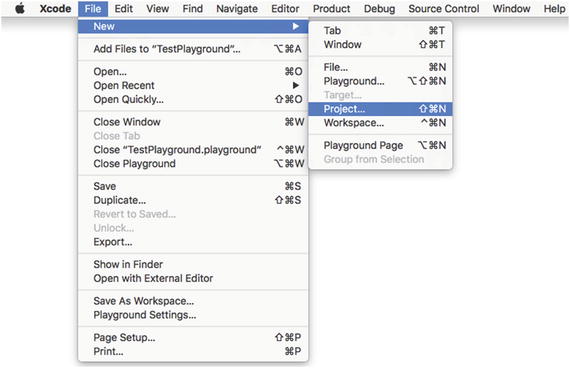 Xcode File Edit View Find Navigate Editor Product Debug Source Control Window Help
New
Add Files to “TestPlayground”... ⌥⌘A
Open... ⌘O
Open Recent
Open Quickly... ⇧⌘O
Close Window ⌘W
Close Tab
Close “TestPlayground.playground” ^⌘W
Close Playground ⌥⌘W
Save ⌘S
Duplicate... ⇧⌘S
Revert to Saved...
Unlock...
Export...
Show in Finder
Open with External Editor
Save As Workspace...
Playground Settings...
Page Setup... ⇧⌘P
Print... ⌘P
Tab ⌘T
Window ⇧⌘T
File... ⌘N
Playground... ⌥⇧⌘N
Target...
Project... ⇧⌘N
Workspace... ^⌘N
Playground Page ⌥⌘N
Group from Selection